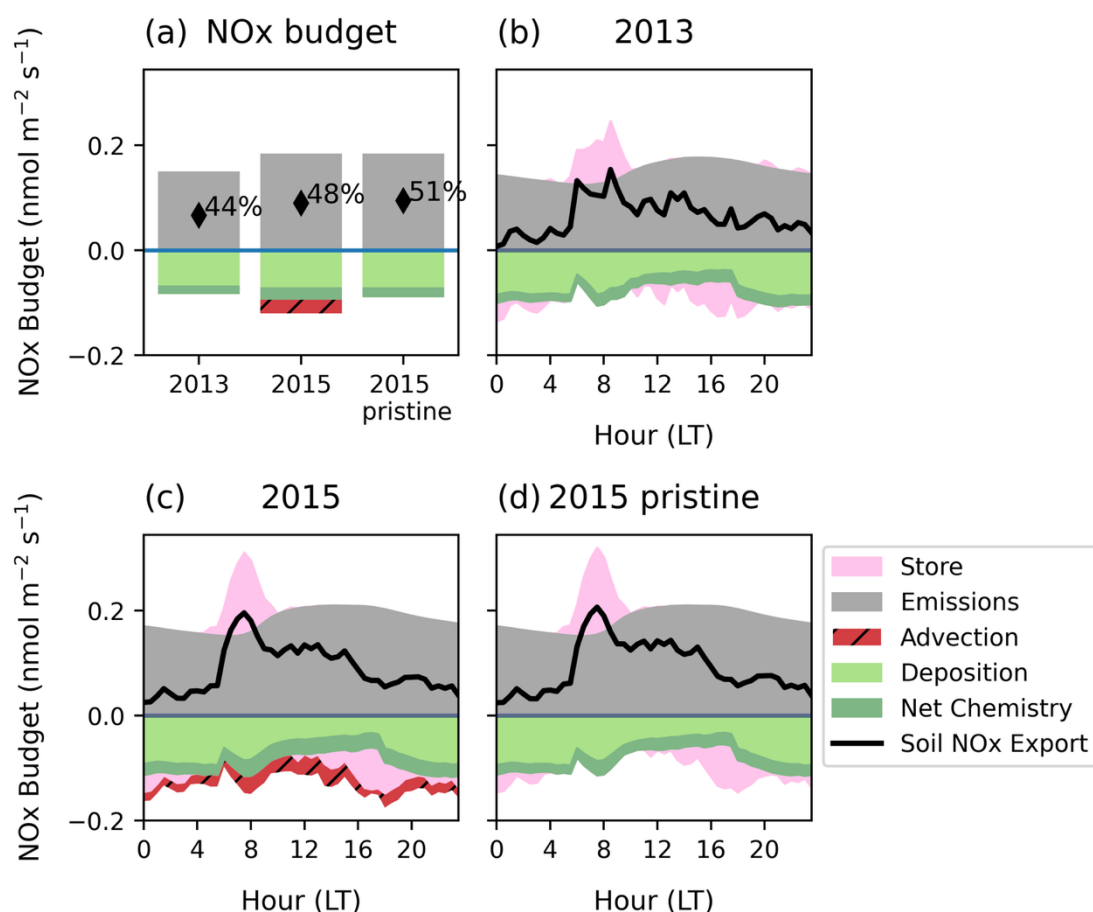 (a) NOx budget
(b) 2013
NOx Budget (nmol m⁻² s⁻¹)
0.2
0.0
−0.2
44%
48%
51%
2013
2015
2015
pristine
0 4 8 12 16 20
Hour (LT)
(c) 2015
(d) 2015 pristine
NOx Budget (nmol m⁻² s⁻¹)
0.2
0.0
−0.2
0 4 8 12 16 20
Hour (LT)
0 4 8 12 16 20
Hour (LT)
Store
Emissions
Advection
Deposition
Net Chemistry
Soil NOx Export